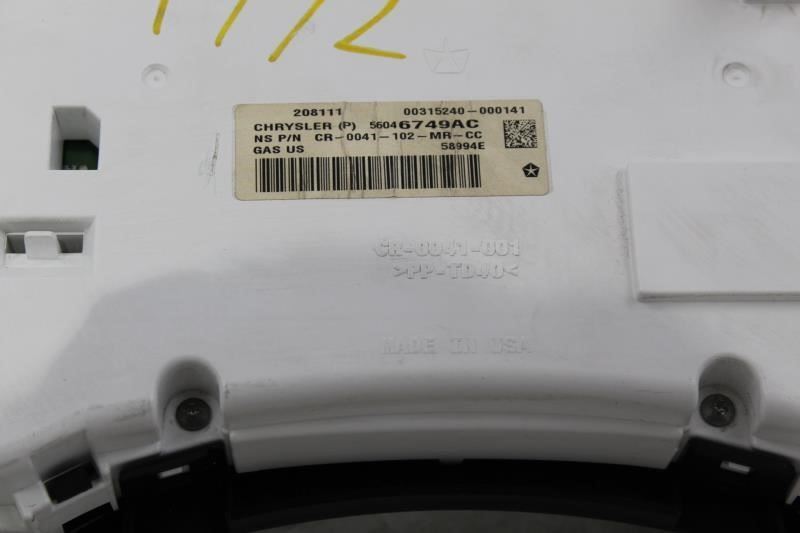 208111 00315240-000141
CHRYSLER (P) 56046749AC
NS P/N CR-0041-102-MR-CC
GAS US 58994E
CR-0041-001
>PP-TD40<
MADE IN USA